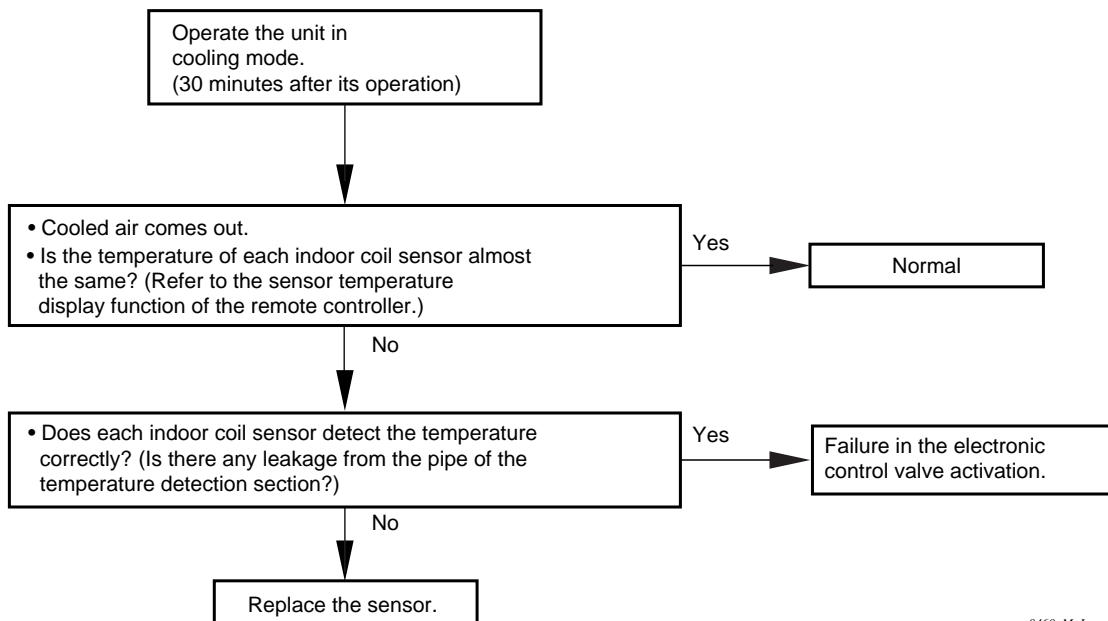 Operate the unit in
cooling mode.
(30 minutes after its operation)
• Cooled air comes out.
• Is the temperature of each indoor coil sensor almost
the same? (Refer to the sensor temperature
display function of the remote controller.)
Yes
Normal
No
• Does each indoor coil sensor detect the temperature
correctly? (Is there any leakage from the pipe of the
temperature detection section?)
Yes
Failure in the electronic
control valve activation.
No
Replace the sensor.